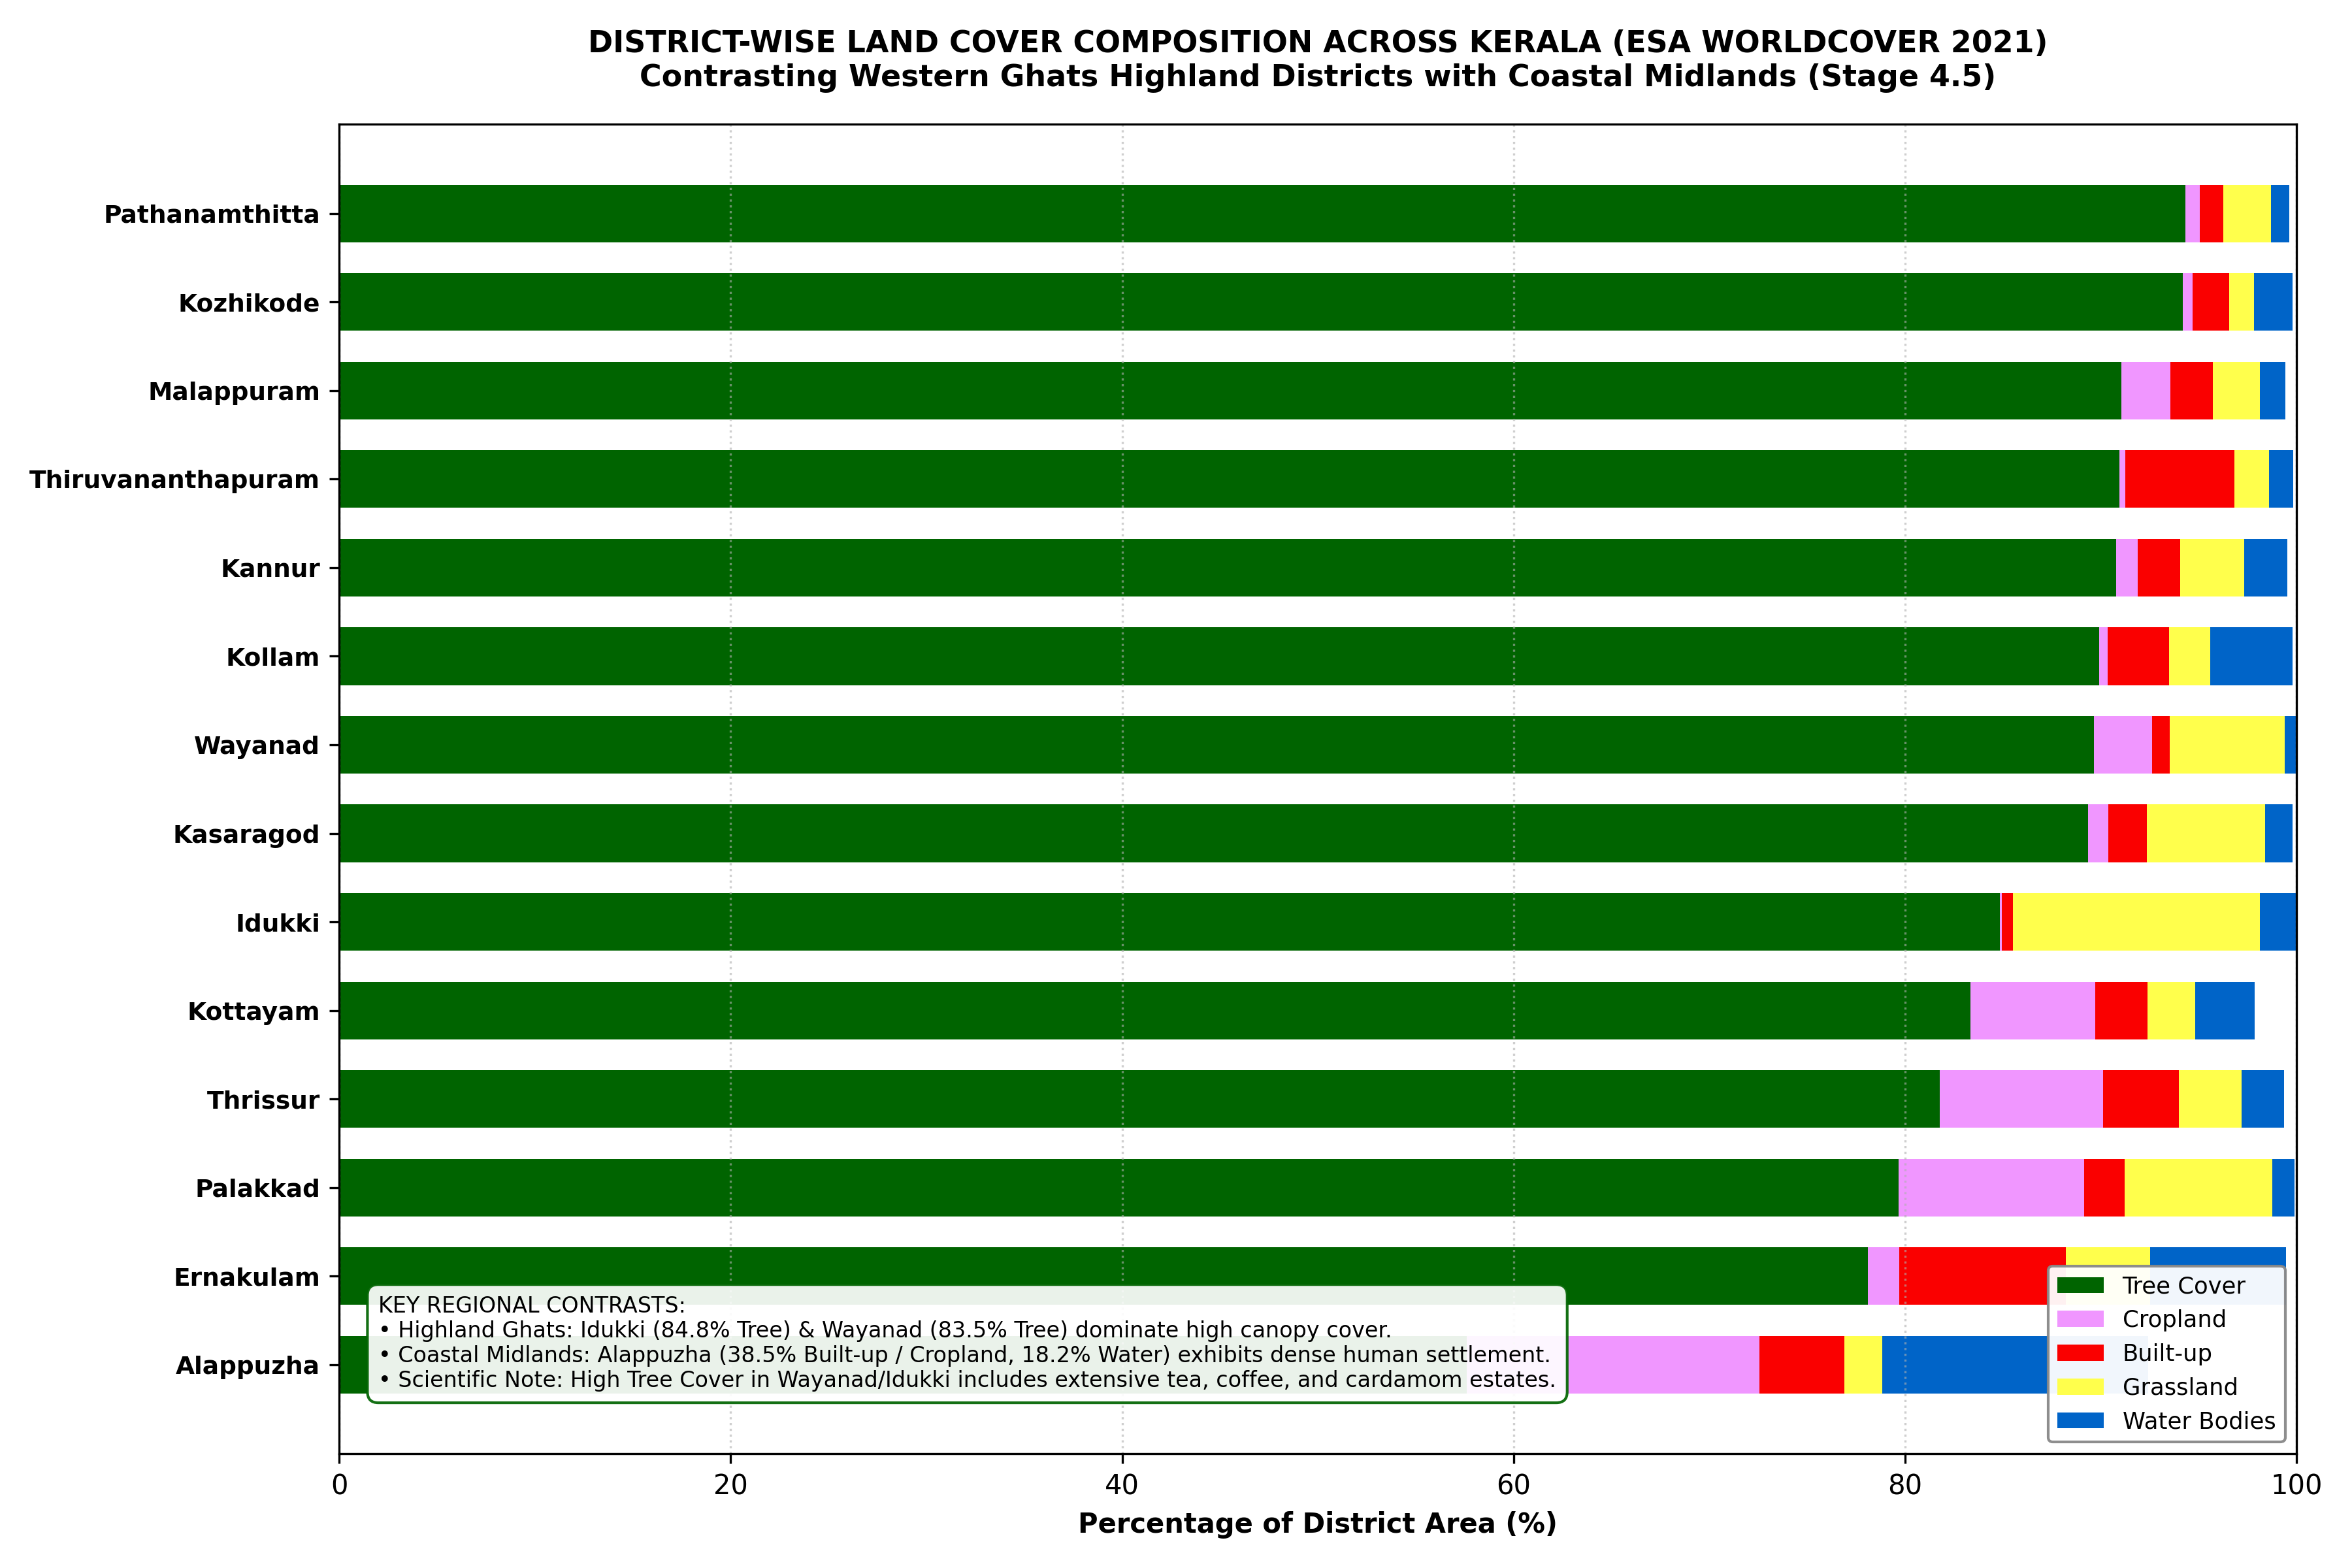 DISTRICT-WISE LAND COVER COMPOSITION ACROSS KERALA (ESA WORLDCOVER 2021)
Contrasting Western Ghats Highland Districts with Coastal Midlands (Stage 4.5)
Pathanamthitta
Kozhikode
Malappuram
Thiruvananthapuram
Kannur
Kollam
Wayanad
Kasaragod
Idukki
Kottayam
Thrissur
Palakkad
Ernakulam
Alappuzha
KEY REGIONAL CONTRASTS:
• Highland Ghats: Idukki (84.8% Tree) & Wayanad (83.5% Tree) dominate high canopy cover.
• Coastal Midlands: Alappuzha (38.5% Built-up / Cropland, 18.2% Water) exhibits dense human settlement.
• Scientific Note: High Tree Cover in Wayanad/Idukki includes extensive tea, coffee, and cardamom estates.
Tree Cover
Cropland
Built-up
Grassland
Water Bodies
0 20 40 60 80 100
Percentage of District Area (%)